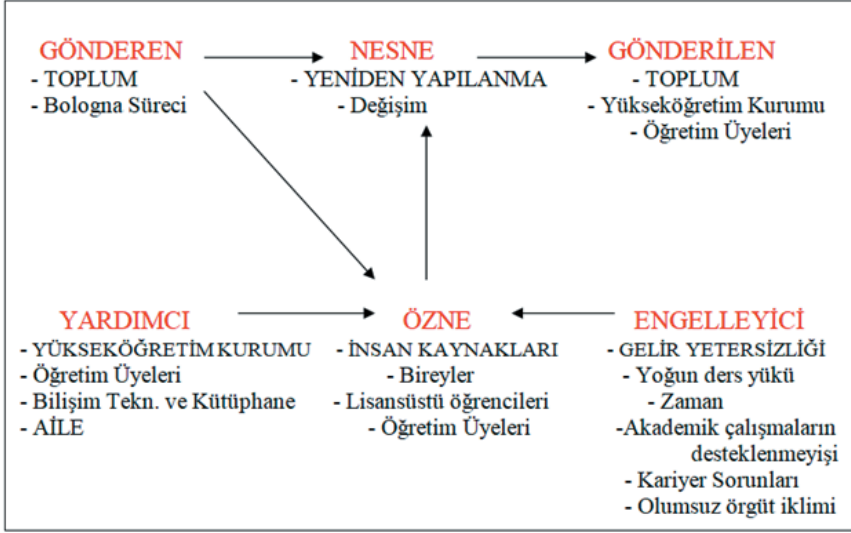 GÖNDEREN
- TOPLUM
- Bologna Süreci
NESNE
- YENİDEN YAPILANMA
- Değişim
GÖNDERİLEN
- TOPLUM
- Yükseköğretim Kurumu
- Öğretim Üyeleri
YARDIMCI
- YÜKSEKÖĞRETİM KURUMU
- Öğretim Üyeleri
- Bilişim Tekn. ve Kütüphane
- AİLE
ÖZNE
- İNSAN KAYNAKLARI
- Bireyler
- Lisansüstü öğrencileri
- Öğretim Üyeleri
ENGELLEYİCİ
- GELİR YETERSİZLİĞİ
- Yoğun ders yükü
- Zaman
-Akademik çalışmaların
desteklenmeyişi
- Kariyer Sorunları
- Olumsuz örgüt iklimi